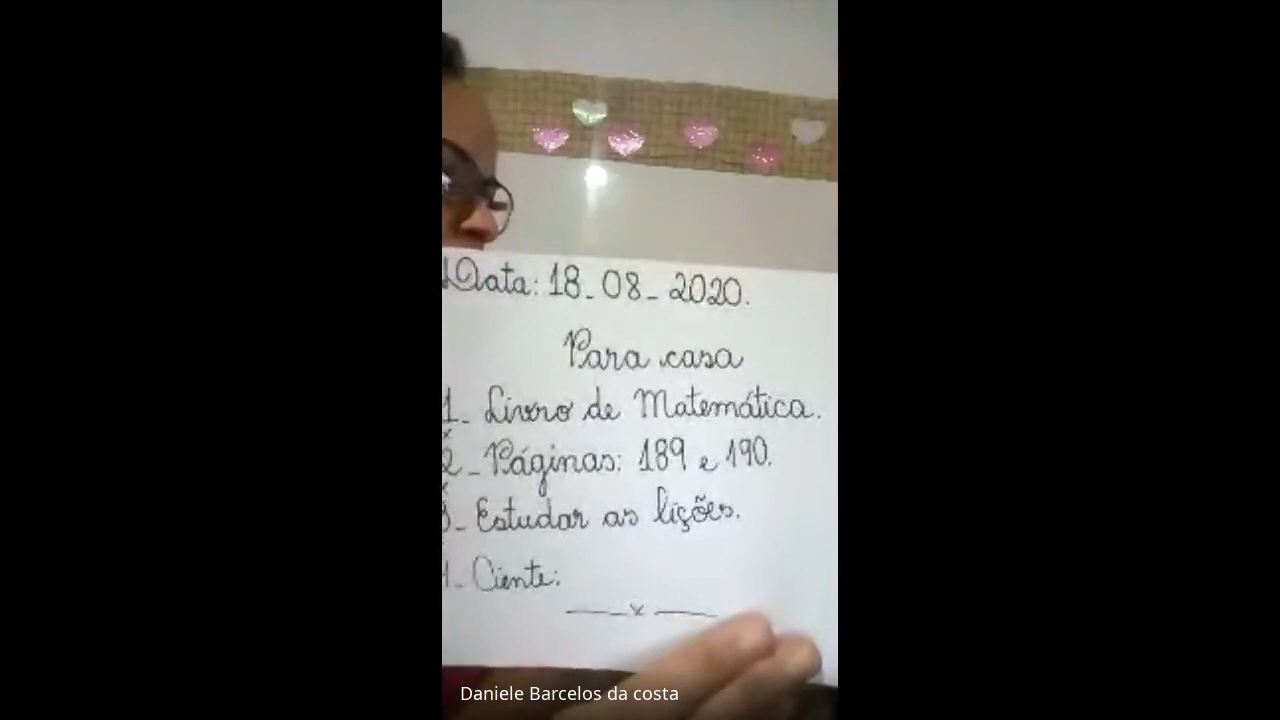 Data: 18-08-2020.
Para casa
1- Livro de Matemática.
2- Páginas: 189 e 190.
3- Estudar as lições.
4- Ciente:
——x——
Daniele Barcelos da costa